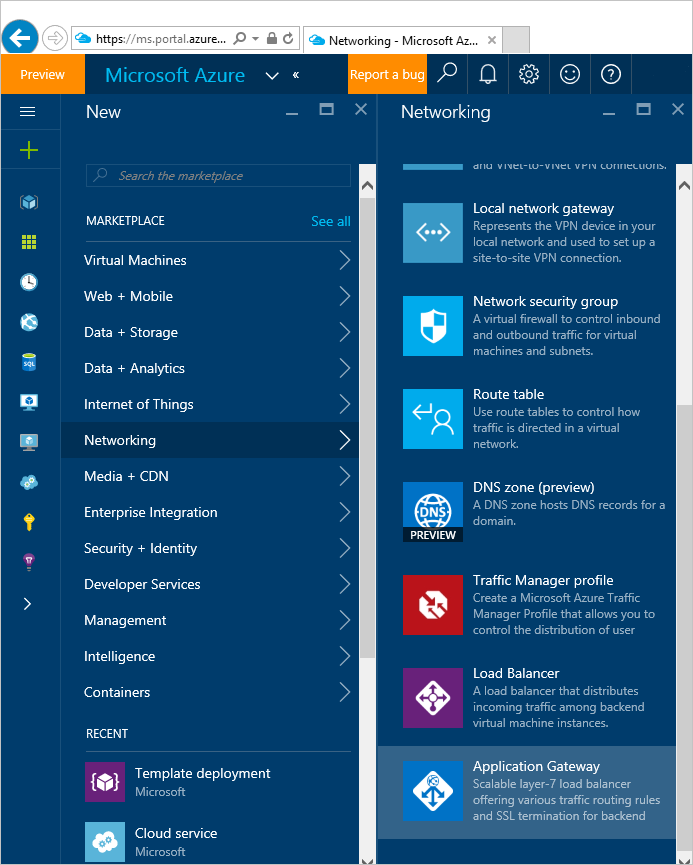 https://ms.portal.azure...
Networking - Microsoft Az...
Preview
Microsoft Azure
Report a bug
New
Search the marketplace
MARKETPLACE
See all
Virtual Machines
Web + Mobile
Data + Storage
Data + Analytics
Internet of Things
Networking
Media + CDN
Enterprise Integration
Security + Identity
Developer Services
Management
Intelligence
Containers
RECENT
Template deployment
Microsoft
Cloud service
Microsoft
SQL
Networking
and VNet-to-VNet VPN connections.
Local network gateway
Represents the VPN device in your
local network and used to set up a
site-to-site VPN connection.
Network security group
A virtual firewall to control inbound
and outbound traffic for virtual
machines and subnets.
Route table
Use route tables to control how
traffic is directed in a virtual
network.
DNS
PREVIEW
DNS zone (preview)
A DNS zone hosts DNS records for a
domain.
Traffic Manager profile
Create a Microsoft Azure Traffic
Manager Profile that allows you to
control the distribution of user
Load Balancer
A load balancer that distributes
incoming traffic among backend
virtual machine instances.
Application Gateway
Scalable layer-7 load balancer
offering various traffic routing rules
and SSL termination for backend